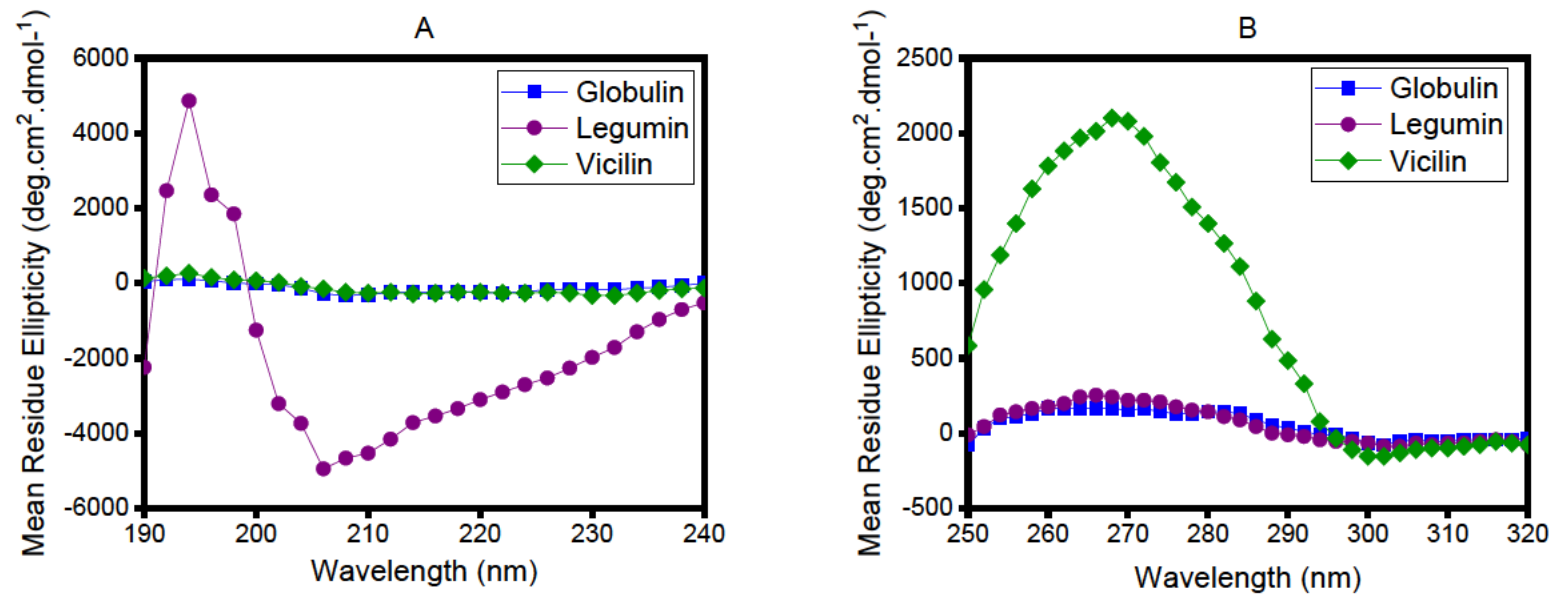 A
Mean Residue Ellipticity (deg.cm².dmol-¹)
6000
4000
2000
0
-2000
-4000
-6000
Globulin
Legumin
Vicilin
190 200 210 220 230 240
Wavelength (nm)
B
Mean Residue Ellipticity (deg.cm².dmol-¹)
2500
2000
1500
1000
500
0
-500
Globulin
Legumin
Vicilin
250 260 270 280 290 300 310 320
Wavelength (nm)